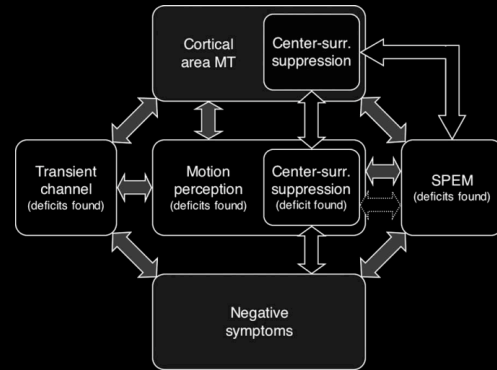 Cortical
area MT
Center-surr.
suppression
Transient
channel
(deficits found)
Motion
perception
(deficits found)
Center-surr.
suppression
(deficit found)
SPEM
(deficits found)
Negative
symptoms